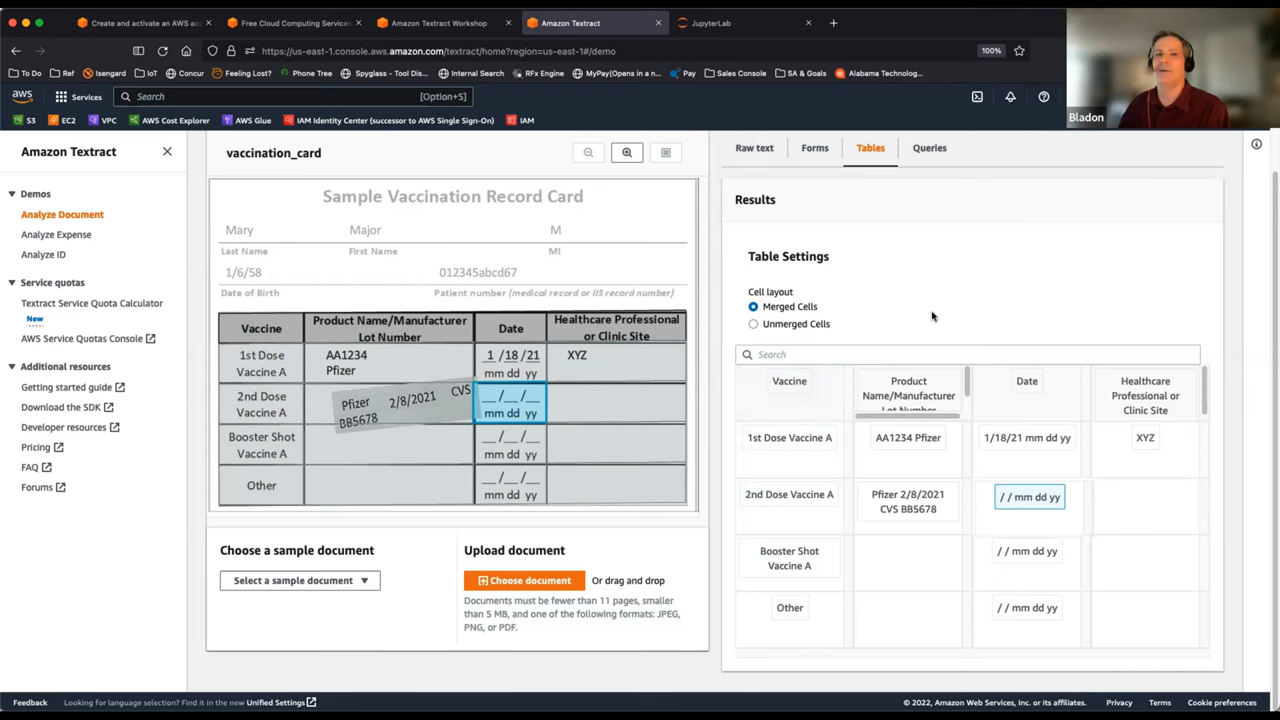 Create and activate an AWS acc
Free Cloud Computing Services
Amazon Textract Workshop
Amazon Textract
JupyterLab
https://us-east-1.console.aws.amazon.com/textract/home?region=us-east-1#/demo
100%
To Do
Ref
Isengard
IoT
Concur
Feeling Lost?
Phone Tree
Spyglass - Tool Dis...
Internal Search
RFx Engine
MyPay(Opens in a n...
Pay
Sales Console
SA & Goals
Alabama Technolog...
Bladon
aws
Services
Search
[Option+S]
S3
EC2
VPC
AWS Cost Explorer
AWS Glue
IAM Identity Center (successor to AWS Single Sign-On)
IAM
Amazon Textract
Demos
Analyze Document
Analyze Expense
Analyze ID
Service quotas
Textract Service Quota Calculator
New
AWS Service Quotas Console
Additional resources
Getting started guide
Download the SDK
Developer resources
Pricing
FAQ
Forums
vaccination_card
Sample Vaccination Record Card
Mary Major M
Last Name First Name MI
1/6/58 012345abcd67
Date of Birth Patient number (medical record or IIS record number)
Vaccine
Product Name/Manufacturer
Lot Number
Date
Healthcare Professional
or Clinic Site
1st Dose
Vaccine A
AA1234
Pfizer
1 /18 /21
mm dd yy
XYZ
2nd Dose
Vaccine A
Pfizer 2/8/2021 CVS
BB5678
__/__/__
mm dd yy
Booster Shot
Vaccine A
__/__/__
mm dd yy
Other
__/__/__
mm dd yy
Choose a sample document
Select a sample document
Upload document
Choose document
Or drag and drop
Documents must be fewer than 11 pages, smaller
than 5 MB, and one of the following formats: JPEG,
PNG, or PDF.
Raw text
Forms
Tables
Queries
Results
Table Settings
Cell layout
Merged Cells
Unmerged Cells
Search
Vaccine
Product
Name/Manufacturer
Lot Number
Date
Healthcare
Professional or
Clinic Site
1st Dose Vaccine A
AA1234 Pfizer
1/18/21 mm dd yy
XYZ
2nd Dose Vaccine A
Pfizer 2/8/2021
CVS BB5678
/ / mm dd yy
Booster Shot
Vaccine A
/ / mm dd yy
Other
/ / mm dd yy
Feedback
Looking for language selection? Find it in the new Unified Settings
© 2022, Amazon Web Services, Inc. or its affiliates.
Privacy
Terms
Cookie preferences